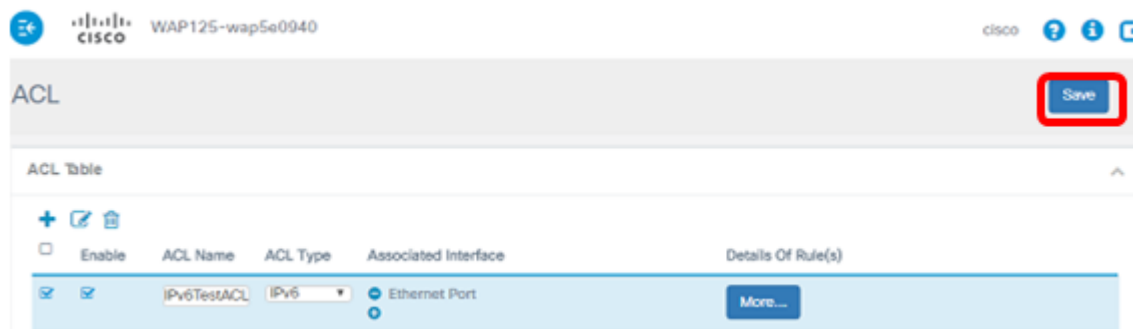 cisco WAP125-wap5e0940 cisco
ACL Save
ACL Table
Enable ACL Name ACL Type Associated Interface Details Of Rule(s)
IPv6TestACL IPv6 Ethernet Port More...